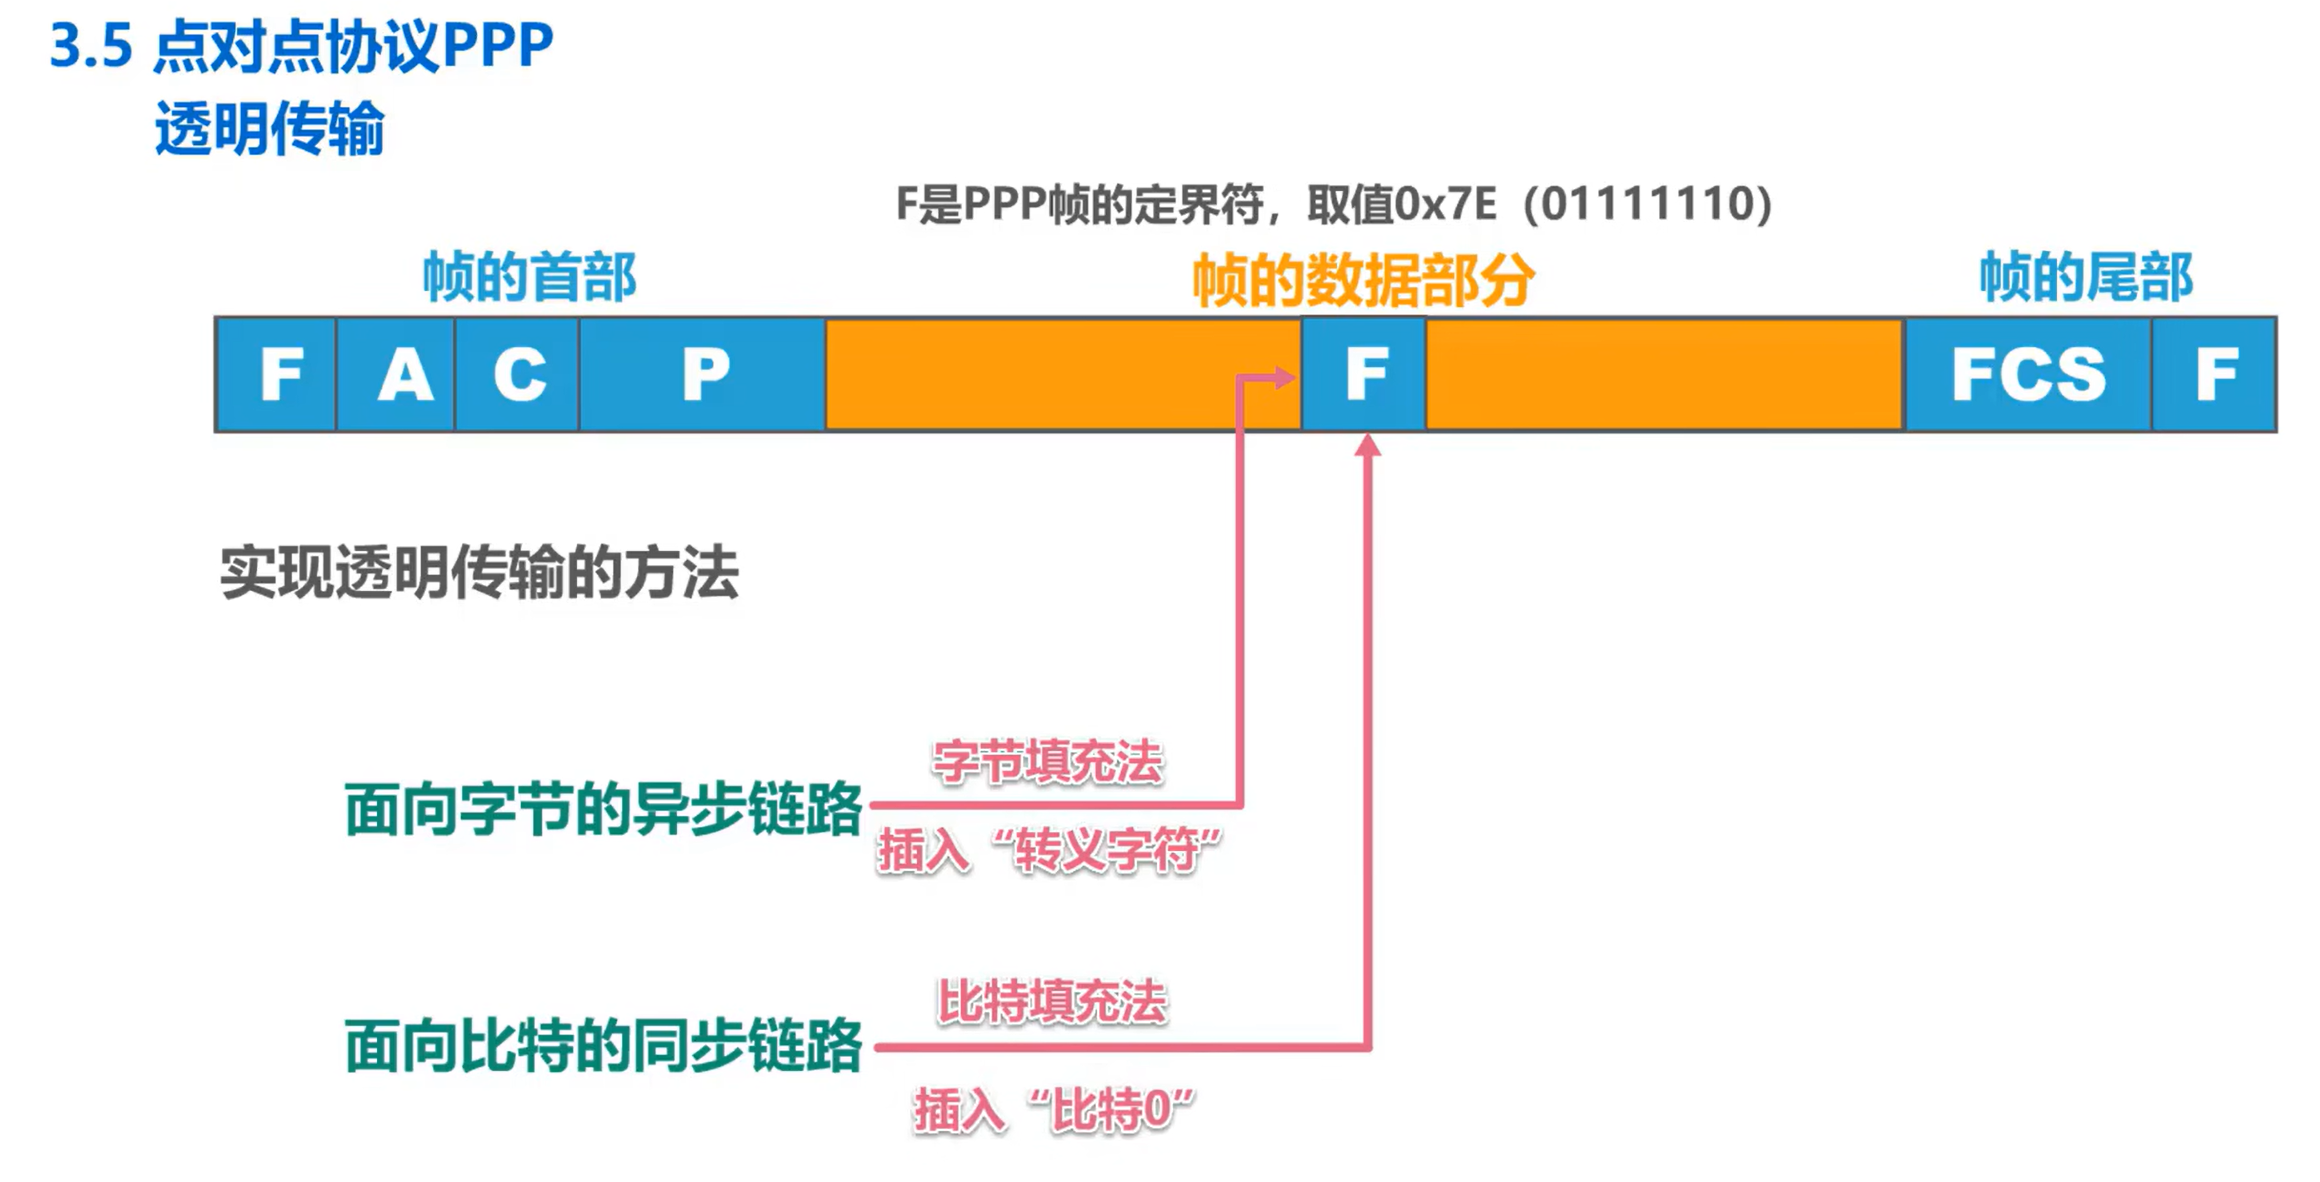 3.5 点对点协议PPP
透明传输
F是PPP帧的定界符，取值0x7E（01111110）
帧的首部
帧的数据部分
帧的尾部
F A C P F FCS F
实现透明传输的方法
字节填充法
面向字节的异步链路
插入“转义字符”
比特填充法
面向比特的同步链路
插入“比特0”